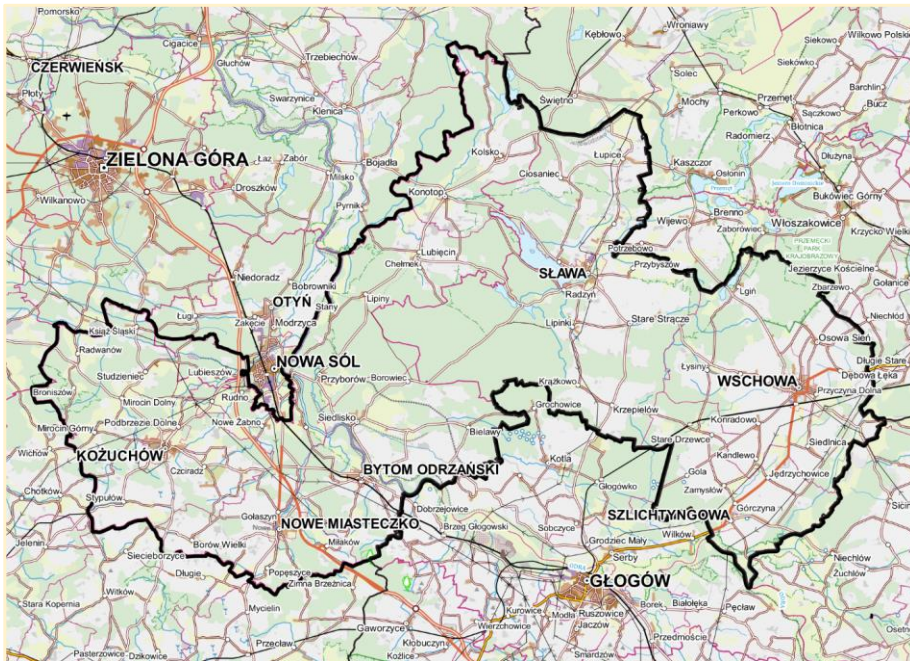 Pomorsko
Cigacice
Kębłowo
Wroniawy
Wilkowo Polskie
Siekowo
Siekówko
CZERWIEŃSK
Głuchów
Trzebiechów
Solec
Barchlin
Płoty
Swarzynice
Klenica
Świętno
Mochy
Perkowo
Przemęt
Sączkowo
Bucz
Błotnica
Radomierz
ZIELONA GÓRA
Łaz
Zabór
Bojadła
Kolsko
Łupice
Ciosaniec
Kaszczor
Dłużyna
Osłonin
Droszków
Milsko
Konotop
Wilkanowo
Brenno
Bukówiec Górny
Pyrnik
Wijewo
Zaborówiec
Włoszakowice
Krzycko Wielkie
PRZEMĘCKI
PARK
KRAJOBRAZOWY
Lubięcin
Chełmek
Potrzebowo
Przybyszów
Jezierzyce Kościelne
Niedoradz
SŁAWA
Bobrowniki
Lgiń
Zbarzewo
Gołanice
Radzyń
OTYŃ
Stany
Lipiny
Ługi
Zakęcie
Modrzyca
Lipinki
Stare Strącze
Niechłód
Książ Śląski
Osowa Sień
Radwanów
NOWA SÓL
Długie Stare
Studzieniec
Lubieszów
Przyborów
Borowiec
Łysiny
Dębowa Łęka
WSCHOWA
Broniszów
Rudno
Krążkowo
Przyczyna Dolna
Mirocin Dolny
Grochowice
Krzepielów
Podbrzezie Dolne
Nowe Żabno
Siedlisko
Konradowo
Mirocin Górny
Bielawy
Stare Drzewce
Siedlnica
Wichów
KOŻUCHÓW
Kotla
Kandlewo
Cziradz
BYTOM ODRZAŃSKI
Gola
Jędrzychowice
Chotków
Głogówko
Zamysłów
Stypułów
Dobrzejowice
Górczyna
Gołaszyn
NOWE MIASTECZKO
Brzeg Głogowski
Sobczyce
SZLICHTYNGOWA
Jelenin
Borów Wielki
Miłaków
Grodziec Mały
Wilków
Siecieborzyce
Serby
Niechlów
Długie
Popęszyce
Żuchlów
Zimna Brzeźnica
GŁOGÓW
Stara Kopernia
Witków
Mycielin
Kurowice
Ruszowice
Borek
Białołęka
Pęcław
Modła
Gaworzyce
Wierzchowice
Jaczów
Przecław
Kłobuczyn
Przedmoście
Pasterzowice
Dzikowice
Koźlice
Smardzów